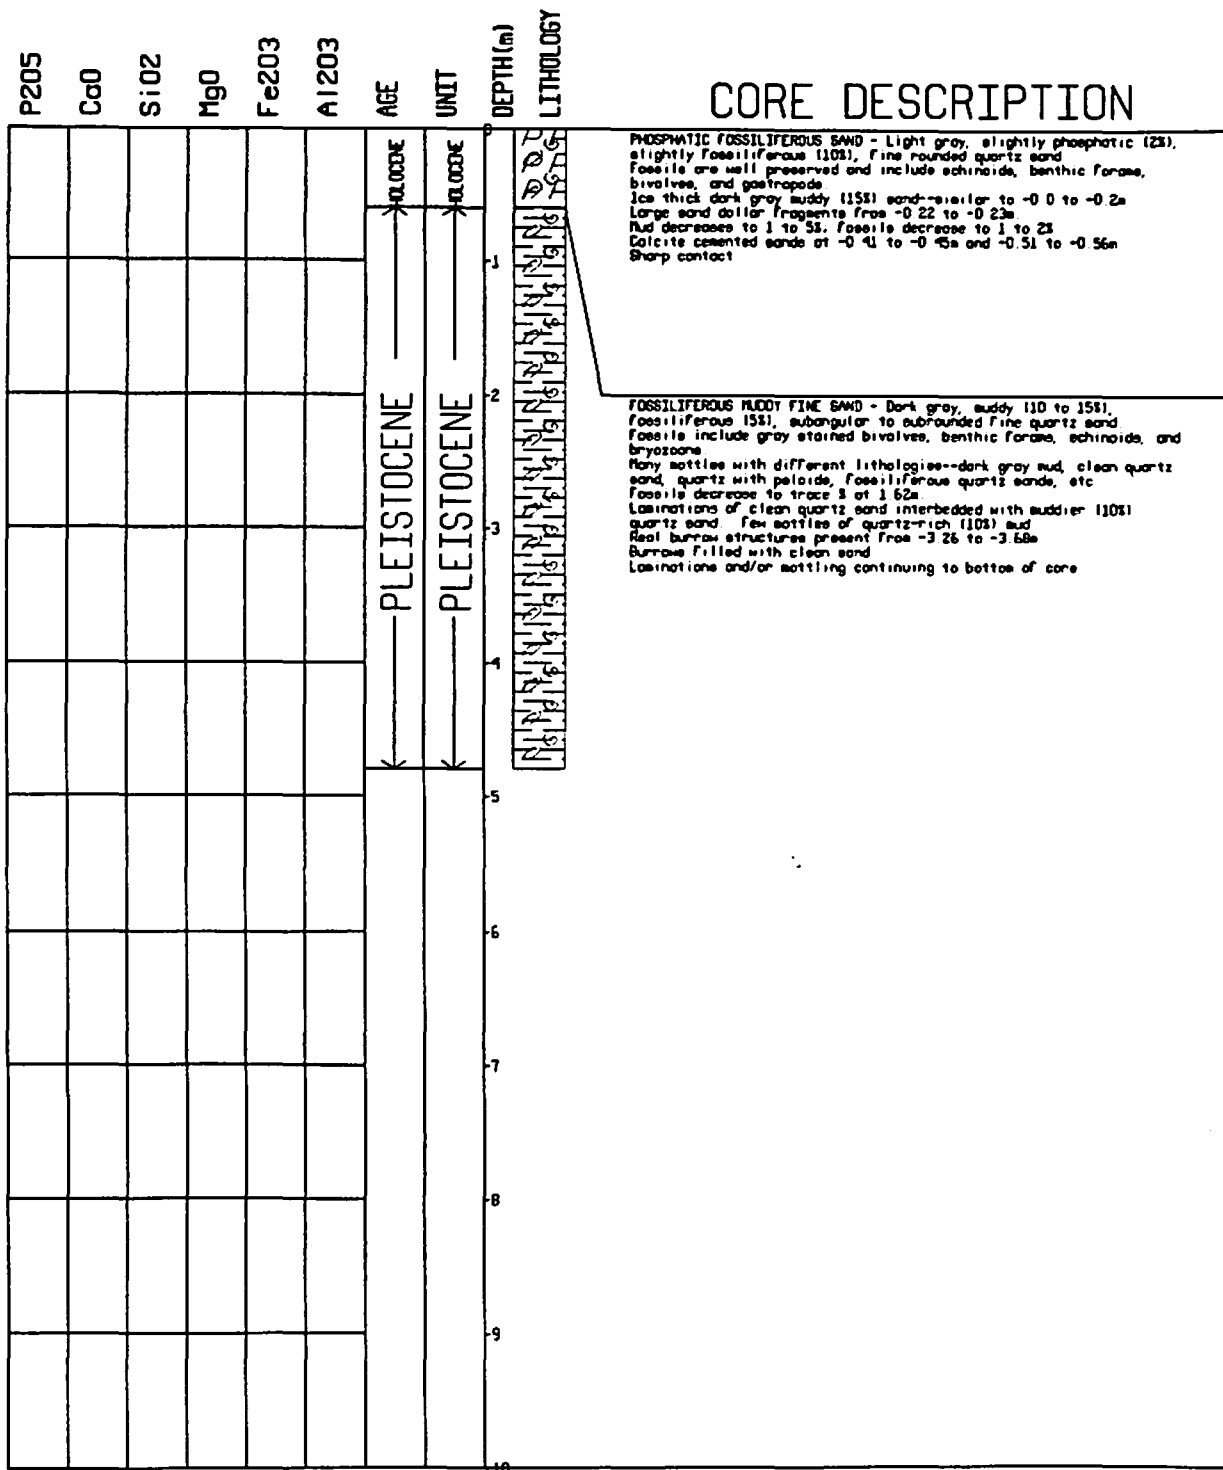 P2O5 CaO SiO2 MgO Fe2O3 Al2O3 AGE UNIT DEPTH(m) LITHOLOGY
CORE DESCRIPTION
0
HOLOCENE HOLOCENE
PHOSPHATIC FOSSILIFEROUS SAND - Light gray, slightly phosphatic (2%),
slightly fossiliferous (10%), fine rounded quartz sand
Fossils are well preserved and include echinoids, benthic forams,
bivalves, and gastropods
1cm thick dark gray muddy (15%) sand--similar to -0.0 to -0.2m
Large sand dollar fragments from -0.22 to -0.23m
Mud decreases to 1 to 5%, fossils decrease to 1 to 2%
Calcite cemented sands at -0.41 to -0.45m and -0.51 to -0.56m
Sharp contact
-1
-2
PLEISTOCENE PLEISTOCENE
FOSSILIFEROUS MUDDY FINE SAND - Dark gray, muddy (10 to 15%),
fossiliferous (5%), subangular to subrounded fine quartz sand
Fossils include gray stained bivalves, benthic forams, echinoids, and
bryozoans
Many mottles with different lithologies--dark gray mud, clean quartz
sand, quartz with peloids, fossiliferous quartz sands, etc
Fossils decrease to trace % at 1.62m
Laminations of clean quartz sand interbedded with muddier (10%)
quartz sand. Few mottles of quartz-rich (10%) mud
Real burrow structures present from -3.26 to -3.68m
Burrows filled with clean sand
Laminations and/or mottling continuing to bottom of core
-3
-4
-5
-6
-7
-8
-9
-10